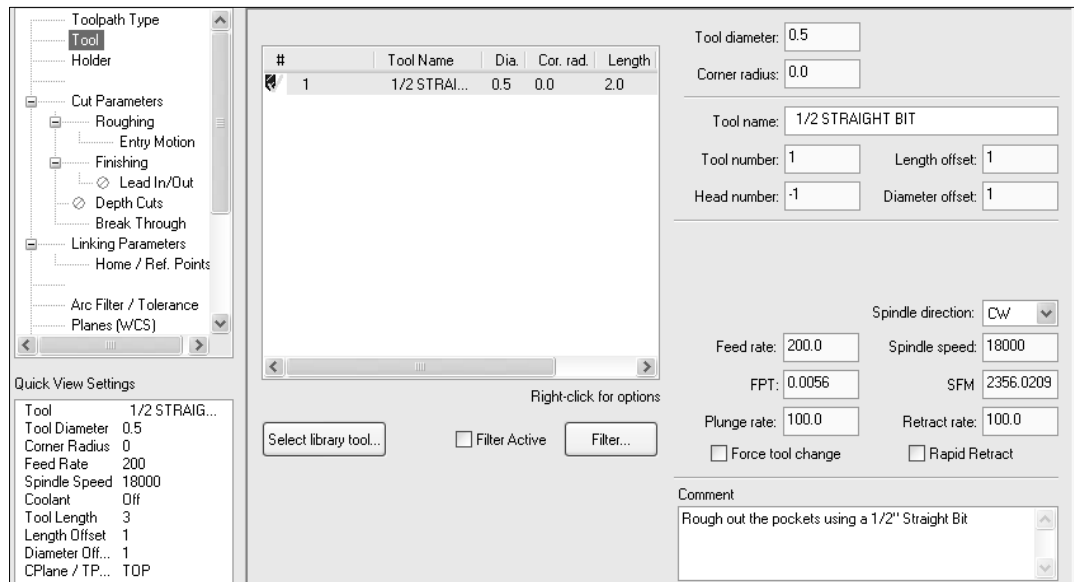 Toolpath Type
Tool
Holder
Cut Parameters
Roughing
Entry Motion
Finishing
Lead In/Out
Depth Cuts
Break Through
Linking Parameters
Home / Ref. Points
Arc Filter / Tolerance
Planes (WCS)
Quick View Settings
Tool 1/2 STRAIG...
Tool Diameter 0.5
Corner Radius 0
Feed Rate 200
Spindle Speed 18000
Coolant Off
Tool Length 3
Length Offset 1
Diameter Off... 1
CPlane / TP... TOP
# Tool Name Dia. Cor. rad. Length
1 1/2 STRAI... 0.5 0.0 2.0
Right-click for options
Select library tool... Filter Active Filter...
Tool diameter: 0.5
Corner radius: 0.0
Tool name: 1/2 STRAIGHT BIT
Tool number: 1 Length offset: 1
Head number: -1 Diameter offset: 1
Spindle direction: CW
Feed rate: 200.0 Spindle speed: 18000
FPT: 0.0056 SFM 2356.0209
Plunge rate: 100.0 Retract rate: 100.0
Force tool change Rapid Retract
Comment
Rough out the pockets using a 1/2" Straight Bit